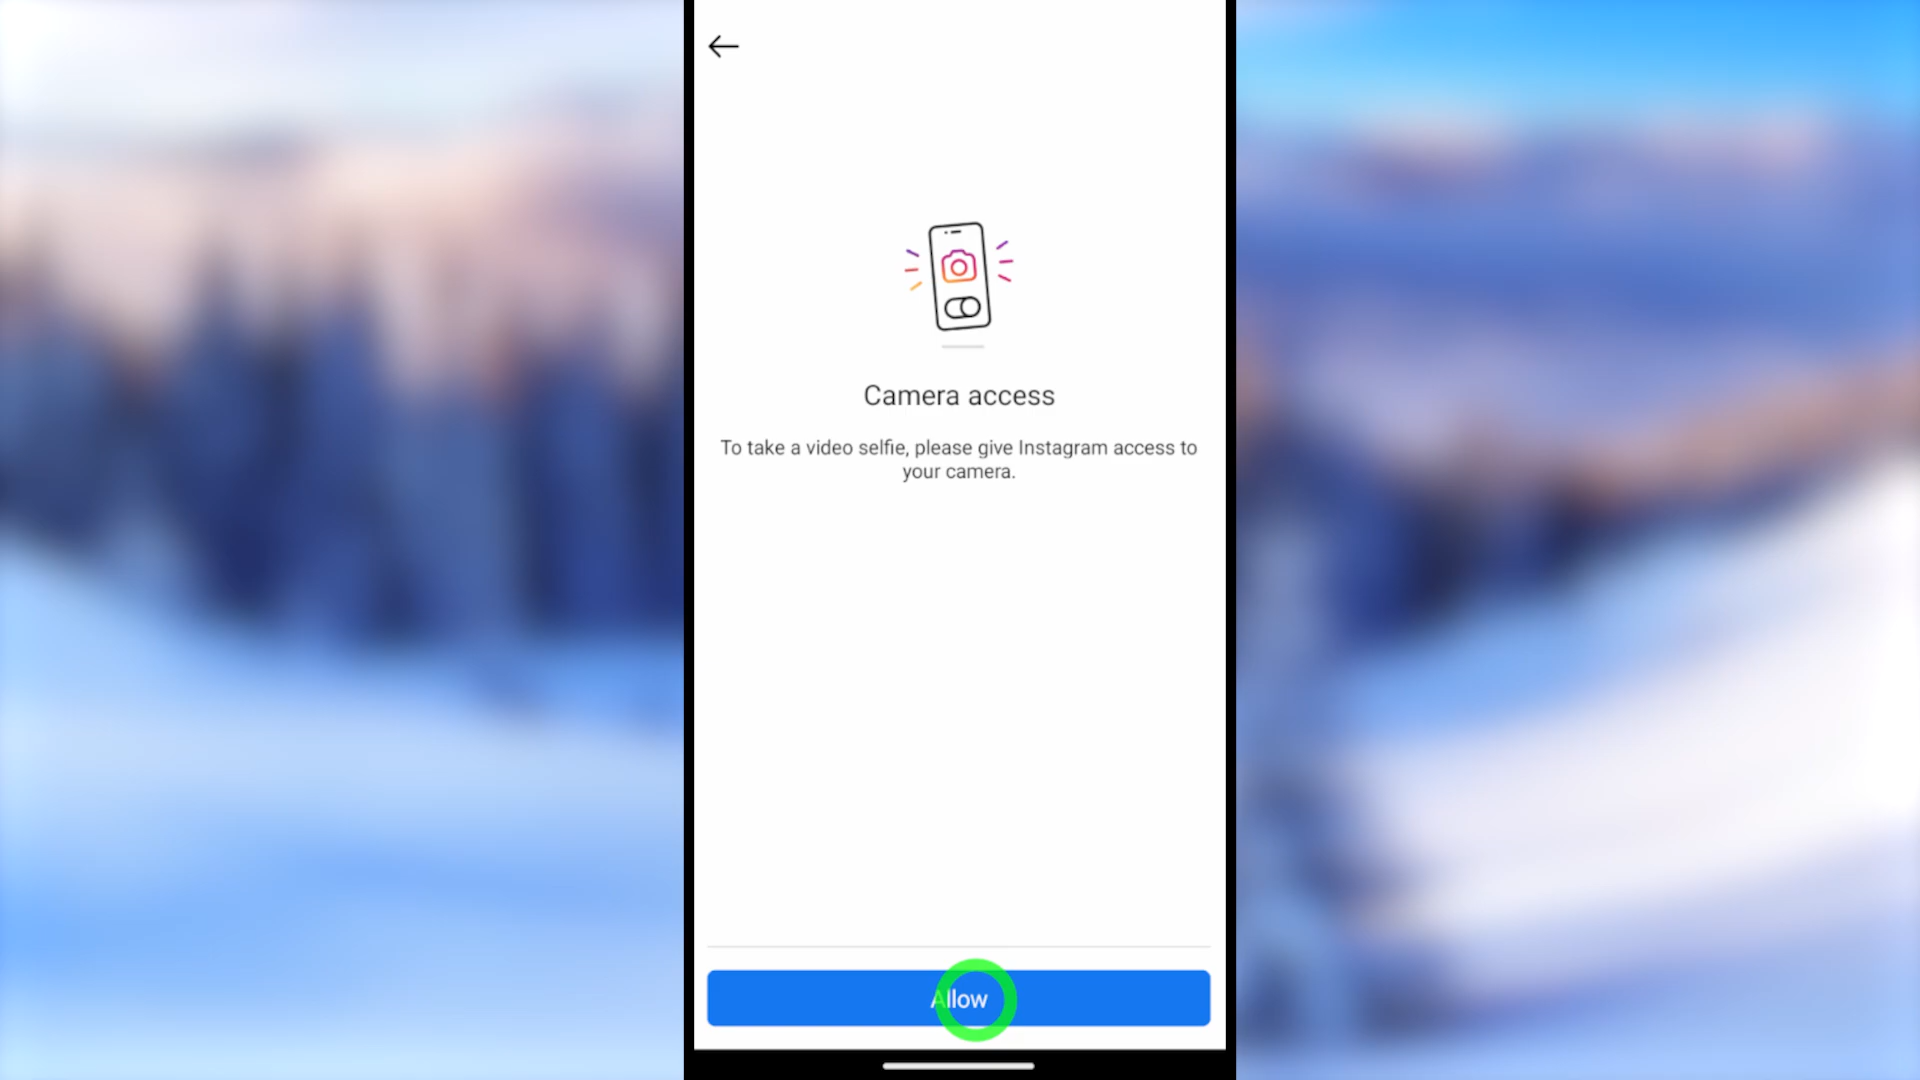 Camera access
To take a video selfie, please give Instagram access to
your camera.
Allow